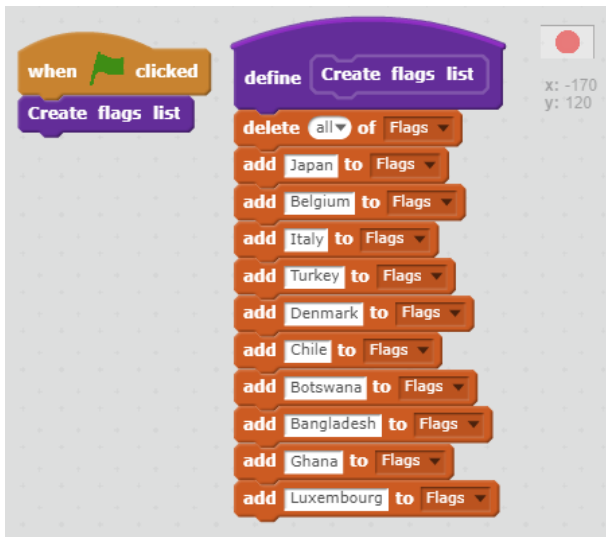 when clicked
Create flags list
define Create flags list
delete all of Flags
add Japan to Flags
add Belgium to Flags
add Italy to Flags
add Turkey to Flags
add Denmark to Flags
add Chile to Flags
add Botswana to Flags
add Bangladesh to Flags
add Ghana to Flags
add Luxembourg to Flags
x: -170
y: 120